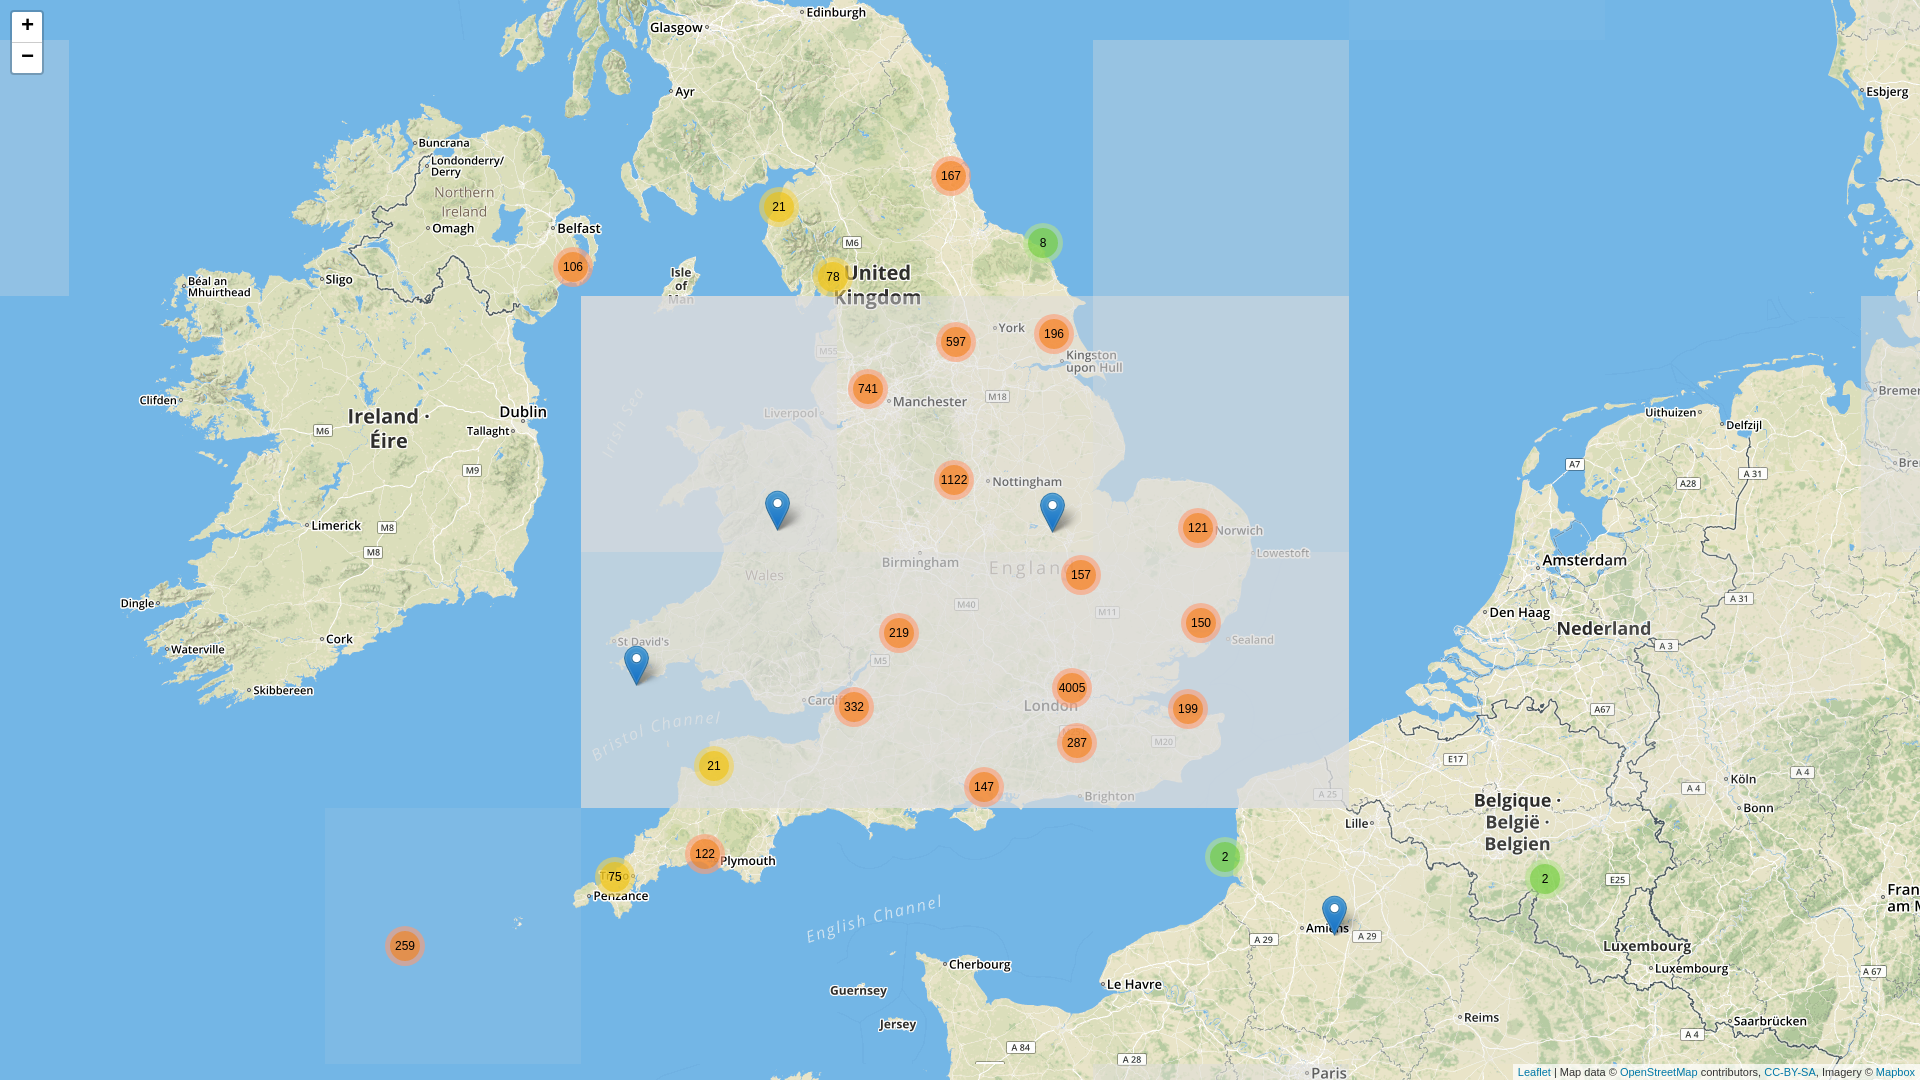 +
−
Edinburgh
Glasgow
Ayr
Esbjerg
Buncrana
Londonderry/
Derry
Northern
Ireland
Omagh
Belfast
167
21
8
M6
106
78
United
Kingdom
Isle
of
Man
Sligo
Béal an
Mhuirthead
York
196
597
M55
Kingston
upon Hull
741
Manchester
M18
Liverpool
Irish Sea
Clifden
Ireland ·
Éire
Dublin
M6
Tallaght
M9
Uithuizen
Delfzijl
A7
A 31
A28
1122
Nottingham
Limerick
M8
M8
121
Norwich
Lowestoft
Birmingham
Wales
157
Amsterdam
Dingle
M40
M11
A 31
Den Haag
Nederland
219
150
Cork
St David's
Sealand
Waterville
M5
A 3
Skibbereen
4005
London
332
199
A67
Bristol Channel
287
M20
E17
21
147
Brighton
A 25
Köln
A 4
A 4
Bonn
Belgique ·
België ·
Belgien
Lille
122
Plymouth
2
75
Penzance
2
E25
English Channel
Amiens
A 29
A 29
259
Luxembourg
Luxembourg
Cherbourg
A 67
Le Havre
Guernsey
Jersey
Reims
Saarbrücken
A 84
A 28
A 4
Paris
Leaflet | Map data © OpenStreetMap contributors, CC-BY-SA, Imagery © Mapbox